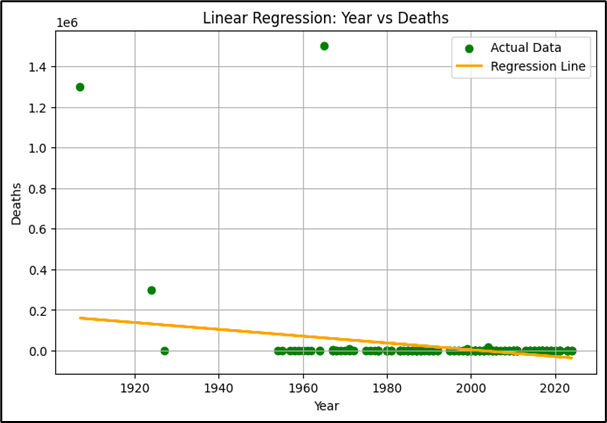 Linear Regression: Year vs Deaths
1e6
Actual Data
Regression Line
1.4
1.2
1.0
0.8
0.6
0.4
0.2
0.0
Deaths
1920 1940 1960 1980 2000 2020
Year